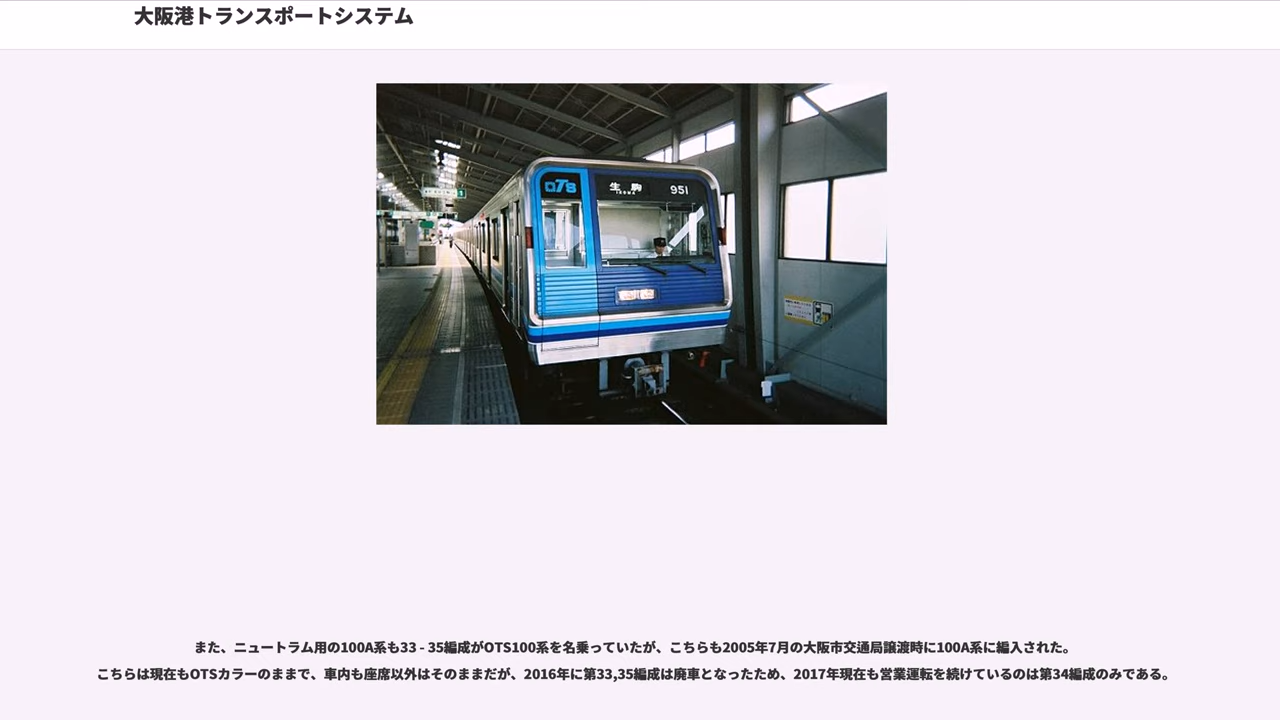 大阪港トランスポートシステム
OTS
生駒
951
IKOMA
1
また、ニュートラム用の100A系も33 - 35編成がOTS100系を名乗っていたが、こちらも2005年7月の大阪市交通局譲渡時に100A系に編入された。
こちらは現在もOTSカラーのままで、車内も座席以外はそのままだが、2016年に第33,35編成は廃車となったため、2017年現在も営業運転を続けているのは第34編成のみである。